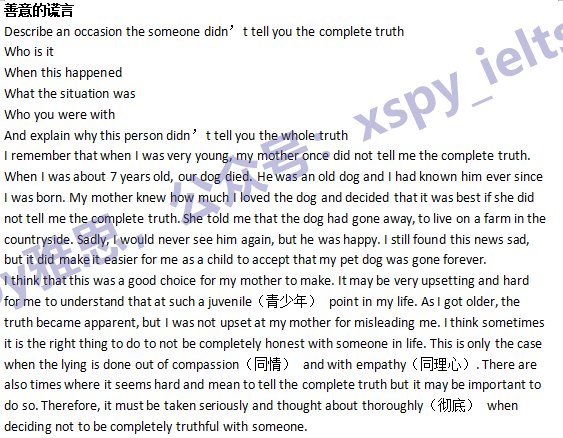 善意的谎言
Describe an occasion the someone didn’t tell you the complete truth
Who is it
When this happened
What the situation was
Who you were with
And explain why this person didn’t tell you the whole truth
I remember that when I was very young, my mother once did not tell me the complete truth.
When I was about 7 years old, our dog died. He was an old dog and I had known him ever since
I was born. My mother knew how much I loved the dog and decided that it was best if she did
not tell me the complete truth. She told me that the dog had gone away, to live on a farm in the
countryside. Sadly, I would never see him again, but he was happy. I still found this news sad,
but it did make it easier for me as a child to accept that my pet dog was gone forever.
I think that this was a good choice for my mother to make. It may be very upsetting and hard
for me to understand that at such a juvenile（青少年） point in my life. As I got older, the
truth became apparent, but I was not upset at my mother for misleading me. I think sometimes
it is the right thing to do to not be completely honest with someone in life. This is only the case
when the lying is done out of compassion（同情） and with empathy（同理心）. There are
also times where it seems hard and mean to tell the complete truth but it may be important to
do so. Therefore, it must be taken seriously and thought about thoroughly（彻底） when
deciding not to be completely truthful with someone.
py雅思，公众号：xspy_ielts